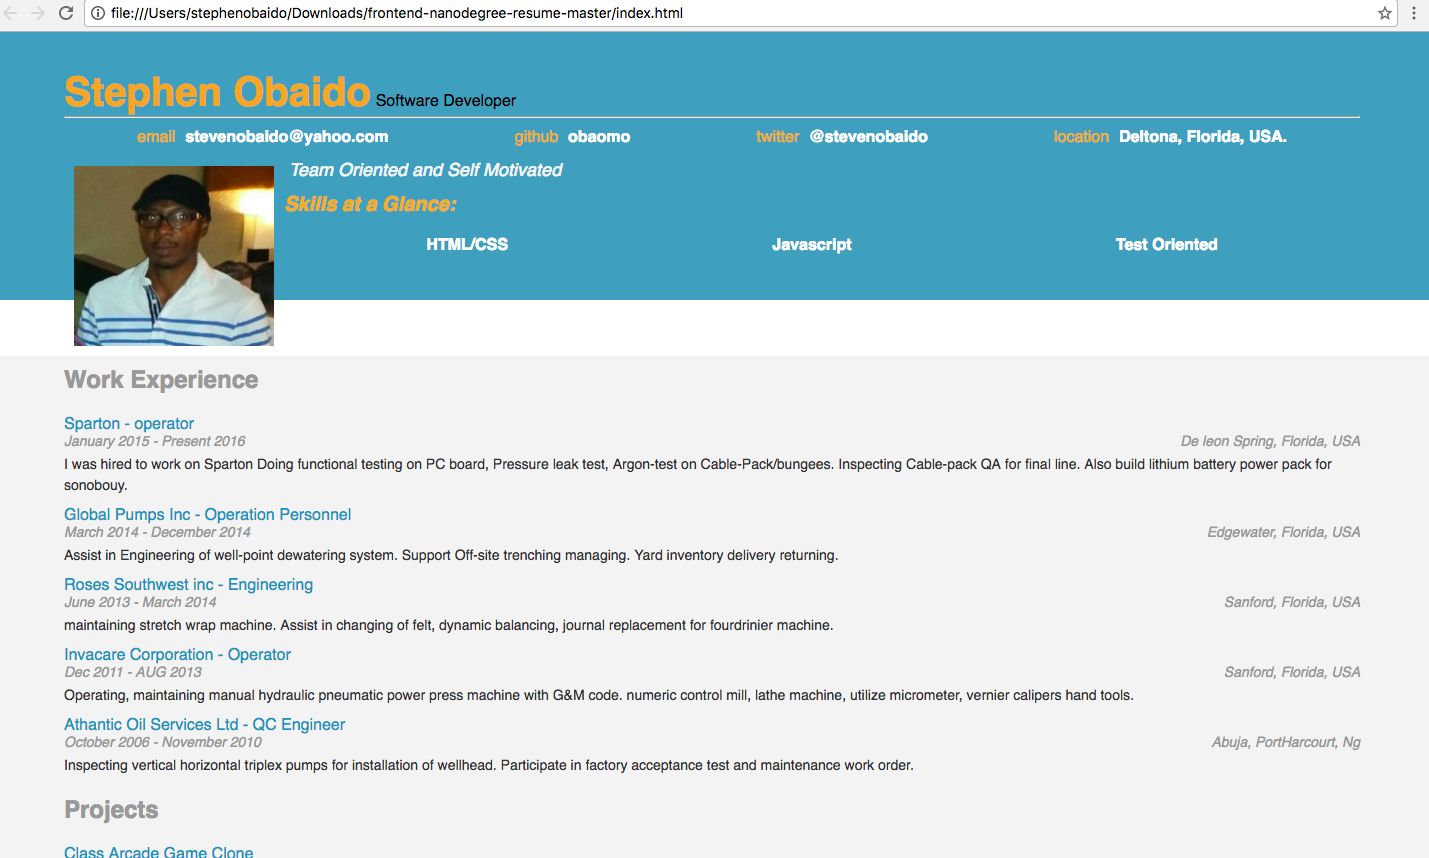 file:///Users/stephenobaido/Downloads/frontend-nanodegree-resume-master/index.html
Stephen Obaido Software Developer
email stevenobaido@yahoo.com github obaomo twitter @stevenobaido location Deltona, Florida, USA.
Team Oriented and Self Motivated
Skills at a Glance:
HTML/CSS Javascript Test Oriented
Work Experience
Sparton - operator
January 2015 - Present 2016 De leon Spring, Florida, USA
I was hired to work on Sparton Doing functional testing on PC board, Pressure leak test, Argon-test on Cable-Pack/bungees. Inspecting Cable-pack QA for final line. Also build lithium battery power pack for
sonobouy.
Global Pumps Inc - Operation Personnel
March 2014 - December 2014 Edgewater, Florida, USA
Assist in Engineering of well-point dewatering system. Support Off-site trenching managing. Yard inventory delivery returning.
Roses Southwest inc - Engineering
June 2013 - March 2014 Sanford, Florida, USA
maintaining stretch wrap machine. Assist in changing of felt, dynamic balancing, journal replacement for fourdrinier machine.
Invacare Corporation - Operator
Dec 2011 - AUG 2013 Sanford, Florida, USA
Operating, maintaining manual hydraulic pneumatic power press machine with G&M code. numeric control mill, lathe machine, utilize micrometer, vernier calipers hand tools.
Athantic Oil Services Ltd - QC Engineer
October 2006 - November 2010 Abuja, PortHarcourt, Ng
Inspecting vertical horizontal triplex pumps for installation of wellhead. Participate in factory acceptance test and maintenance work order.
Projects
Class Arcade Game Clone